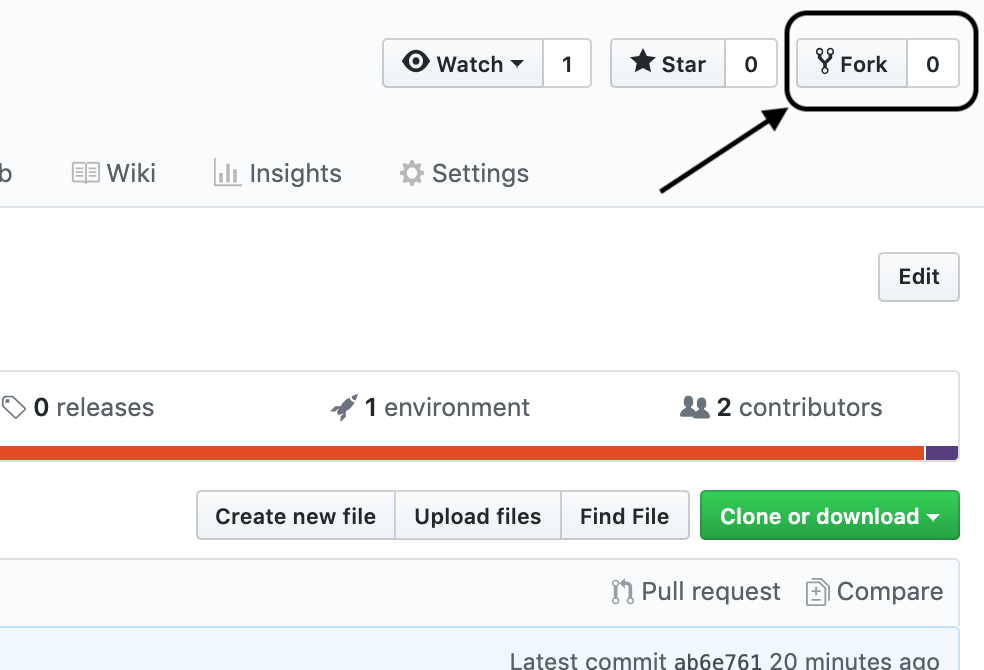 Watch 1 Star 0 Fork 0
b Wiki Insights Settings
Edit
0 releases 1 environment 2 contributors
Create new file Upload files Find File Clone or download
Pull request Compare
Latest commit ab6e761 20 minutes ago